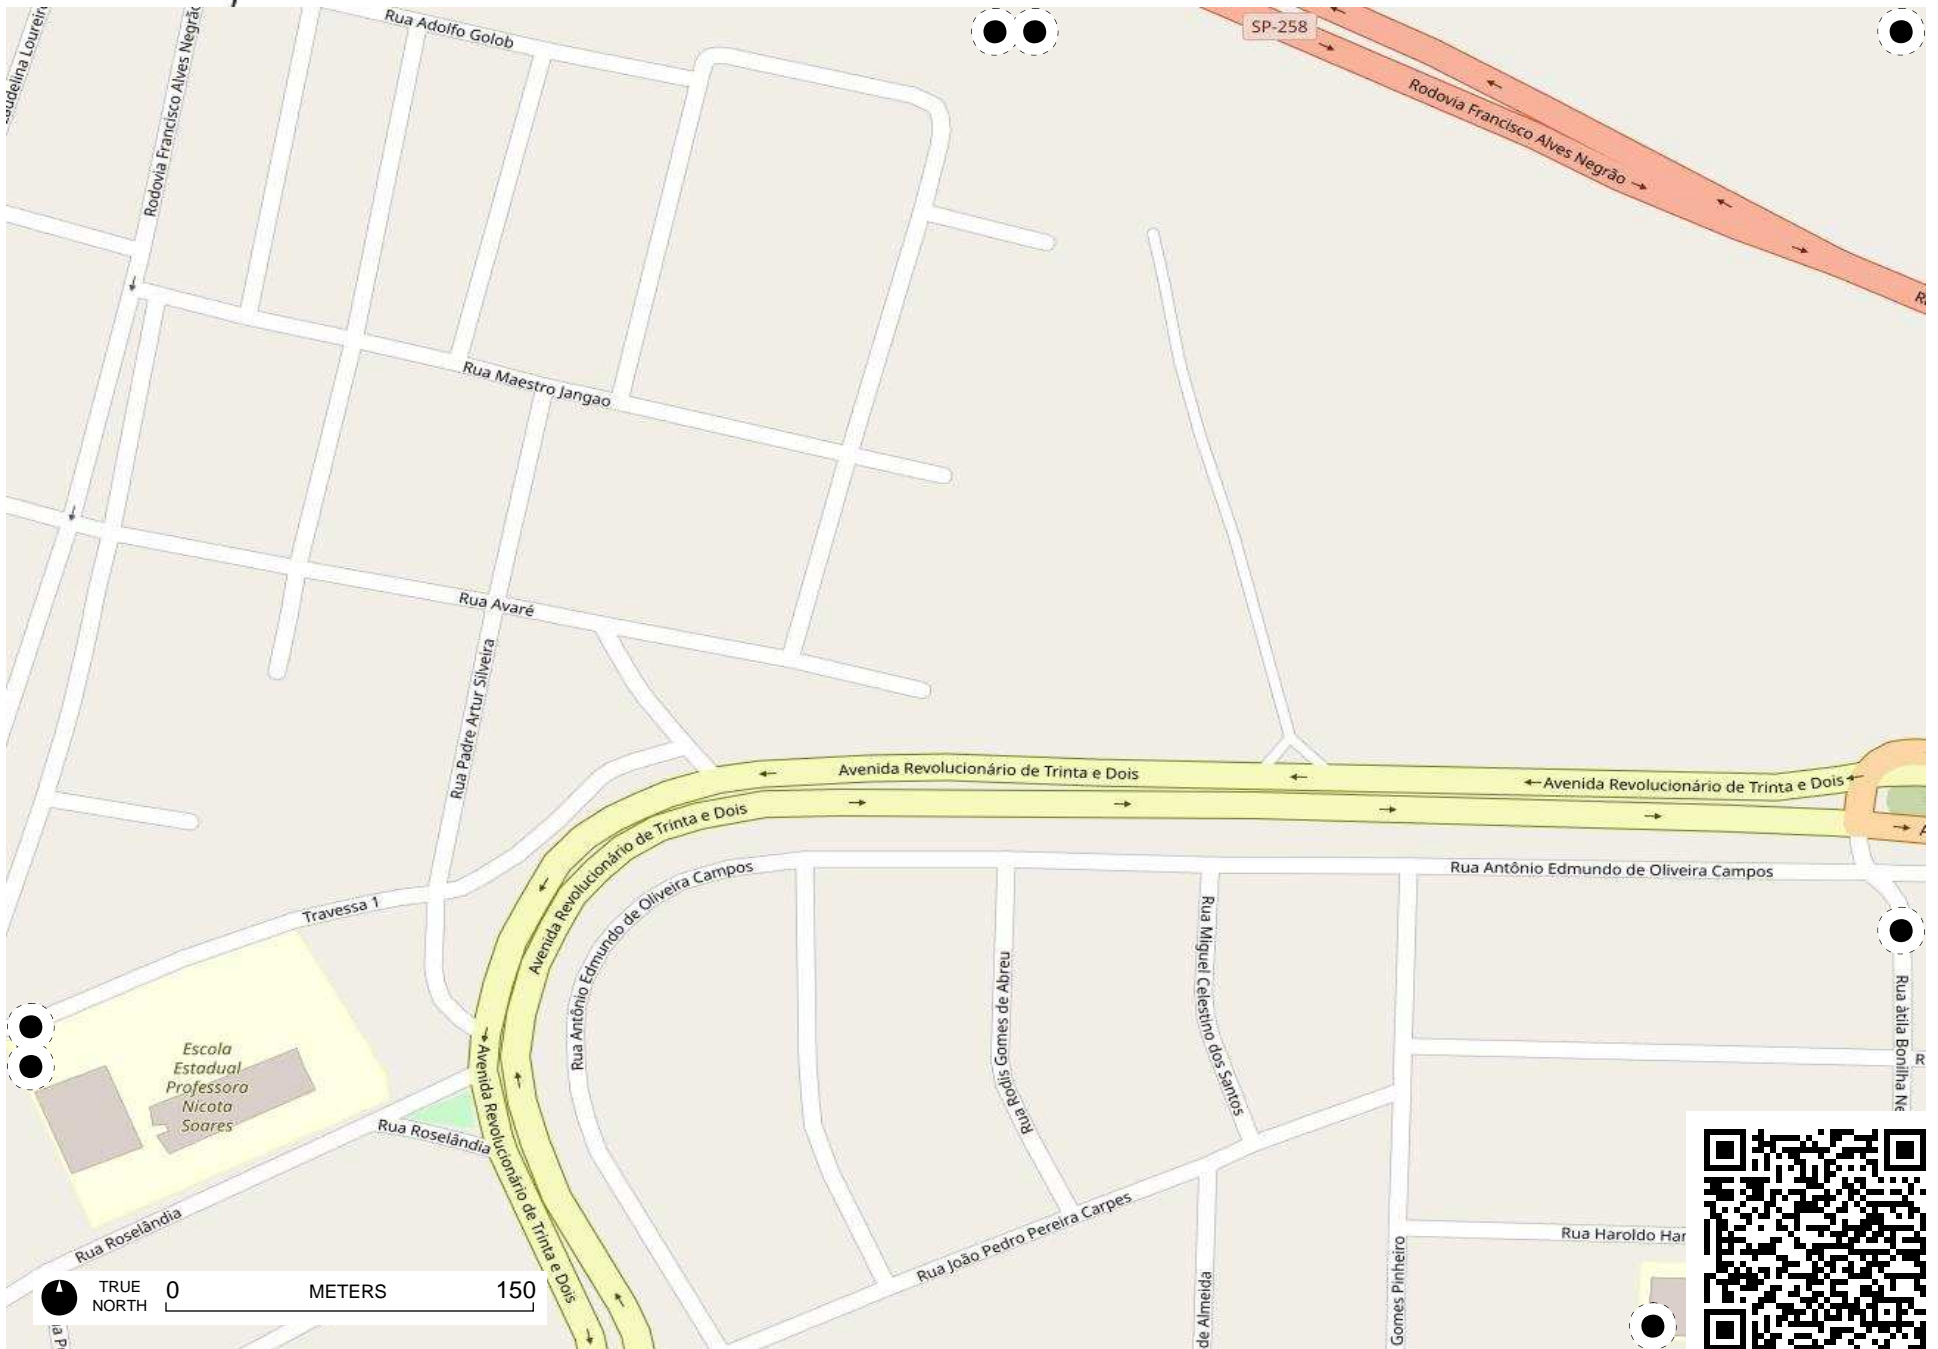 Rua Adolfo Golob
SP-258
Rodovia Francisco Alves Negrão
Rodovia Francisco Alves Negrão
Rua Maestro Jangao
Rua Avaré
Rua Padre Artur Silveira
Avenida Revolucionário de Trinta e Dois
Avenida Revolucionário de Trinta e Dois
Avenida Revolucionário de Trinta e Dois
Rua Antônio Edmundo de Oliveira Campos
Rua Antônio Edmundo de Oliveira Campos
Travessa 1
Rua Miguel Celestino dos Santos
Rua Rodis Gomes de Abreu
Rua àtila Bonilha Ne
Escola
Estadual
Professora
Nicota
Soares
Avenida Revolucionário de Trinta e Dois
Rua Roselândia
Rua Roselândia
Rua João Pedro Pereira Carpes
Rua Haroldo Har
Gomes Pinheiro
de Almeida
TRUE
NORTH
0 METERS 150